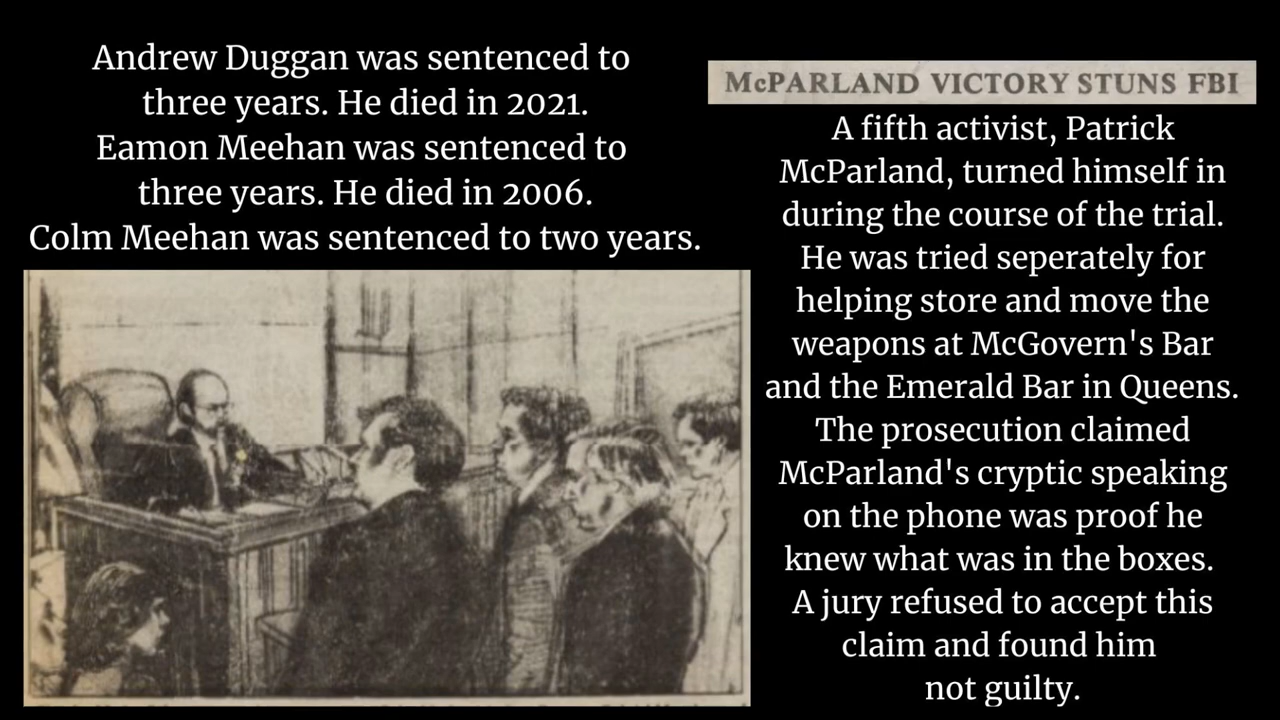 Andrew Duggan was sentenced to
three years. He died in 2021.
Eamon Meehan was sentenced to
three years. He died in 2006.
Colm Meehan was sentenced to two years.
McPARLAND VICTORY STUNS FBI
A fifth activist, Patrick
McParland, turned himself in
during the course of the trial.
He was tried seperately for
helping store and move the
weapons at McGovern's Bar
and the Emerald Bar in Queens.
The prosecution claimed
McParland's cryptic speaking
on the phone was proof he
knew what was in the boxes.
A jury refused to accept this
claim and found him
not guilty.